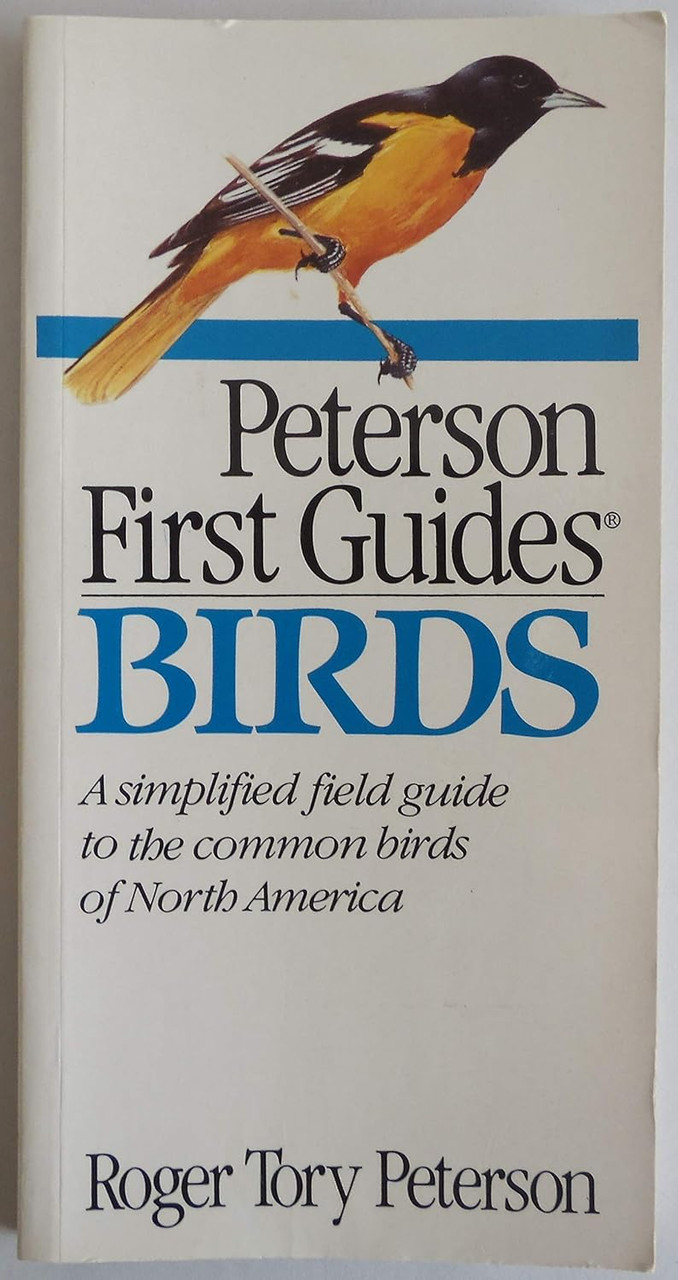 Peterson
First Guides®
BIRDS
A simplified field guide
to the common birds
of North America
Roger Tory Peterson